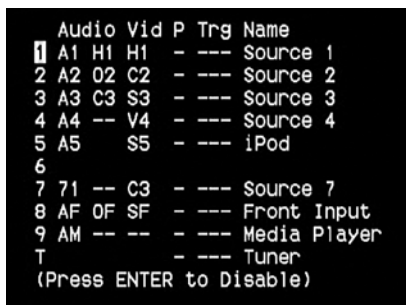 Audio Vid P Trg Name
1 A1 H1 H1 - --- Source 1
2 A2 O2 C2 - --- Source 2
3 A3 C3 S3 - --- Source 3
4 A4 -- V4 - --- Source 4
5 A5 S5 - --- iPod
6
7 71 -- C3 - --- Source 7
8 AF OF SF - --- Front Input
9 AM -- -- - --- Media Player
T - --- Tuner
(Press ENTER to Disable)